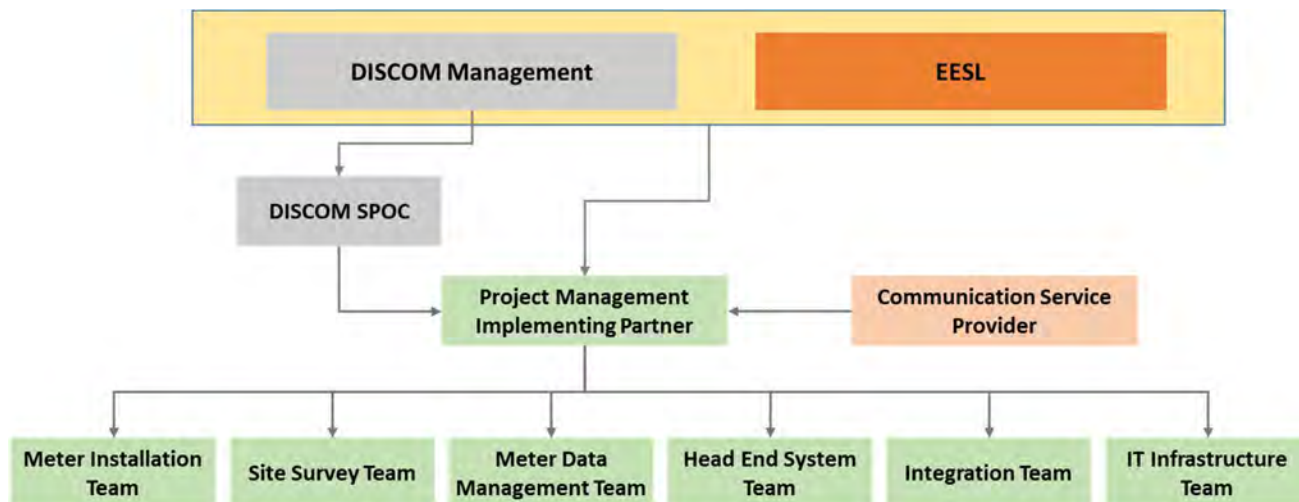 DISCOM Management
EESL
DISCOM SPOC
Project Management
Implementing Partner
Communication Service
Provider
Meter Installation
Team
Site Survey Team
Meter Data
Management Team
Head End System
Team
Integration Team
IT Infrastructure
Team